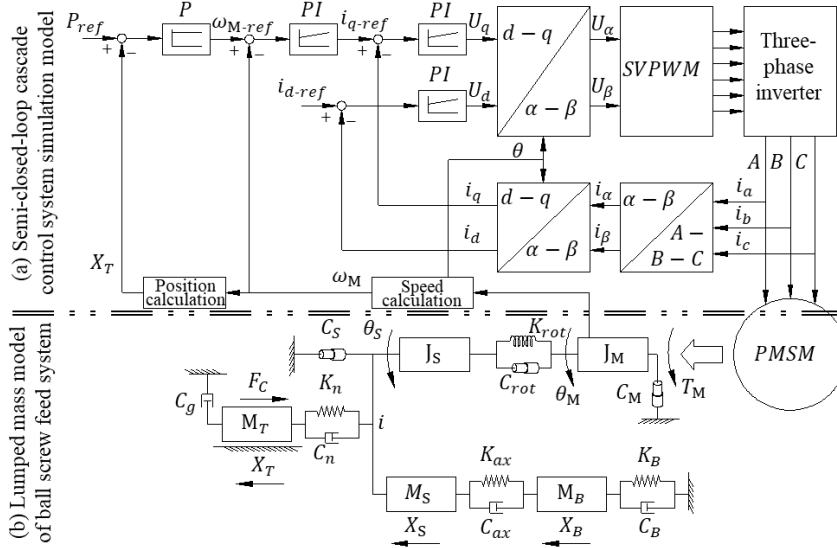 (a) Semi-closed-loop cascade
control system simulation model
P_ref
+
−
P
ω_M-ref
+
−
PI
i_q-ref
+
−
PI
U_q
d − q
α − β
U_α
U_β
SVPWM
Three-
phase
inverter
i_d-ref
+
−
PI
U_d
θ
A
B
C
i_q
i_d
d − q
α − β
i_α
i_β
α − β
A −
B − C
i_a
i_b
i_c
X_T
Position
calculation
ω_M
Speed
calculation
(b) Lumped mass model
of ball screw feed system
C_S
θ_S
J_S
K_rot
C_rot
θ_M
J_M
C_M
T_M
PMSM
C_g
F_C
M_T
K_n
C_n
i
X_T
M_S
K_ax
C_ax
M_B
K_B
C_B
X_S
X_B